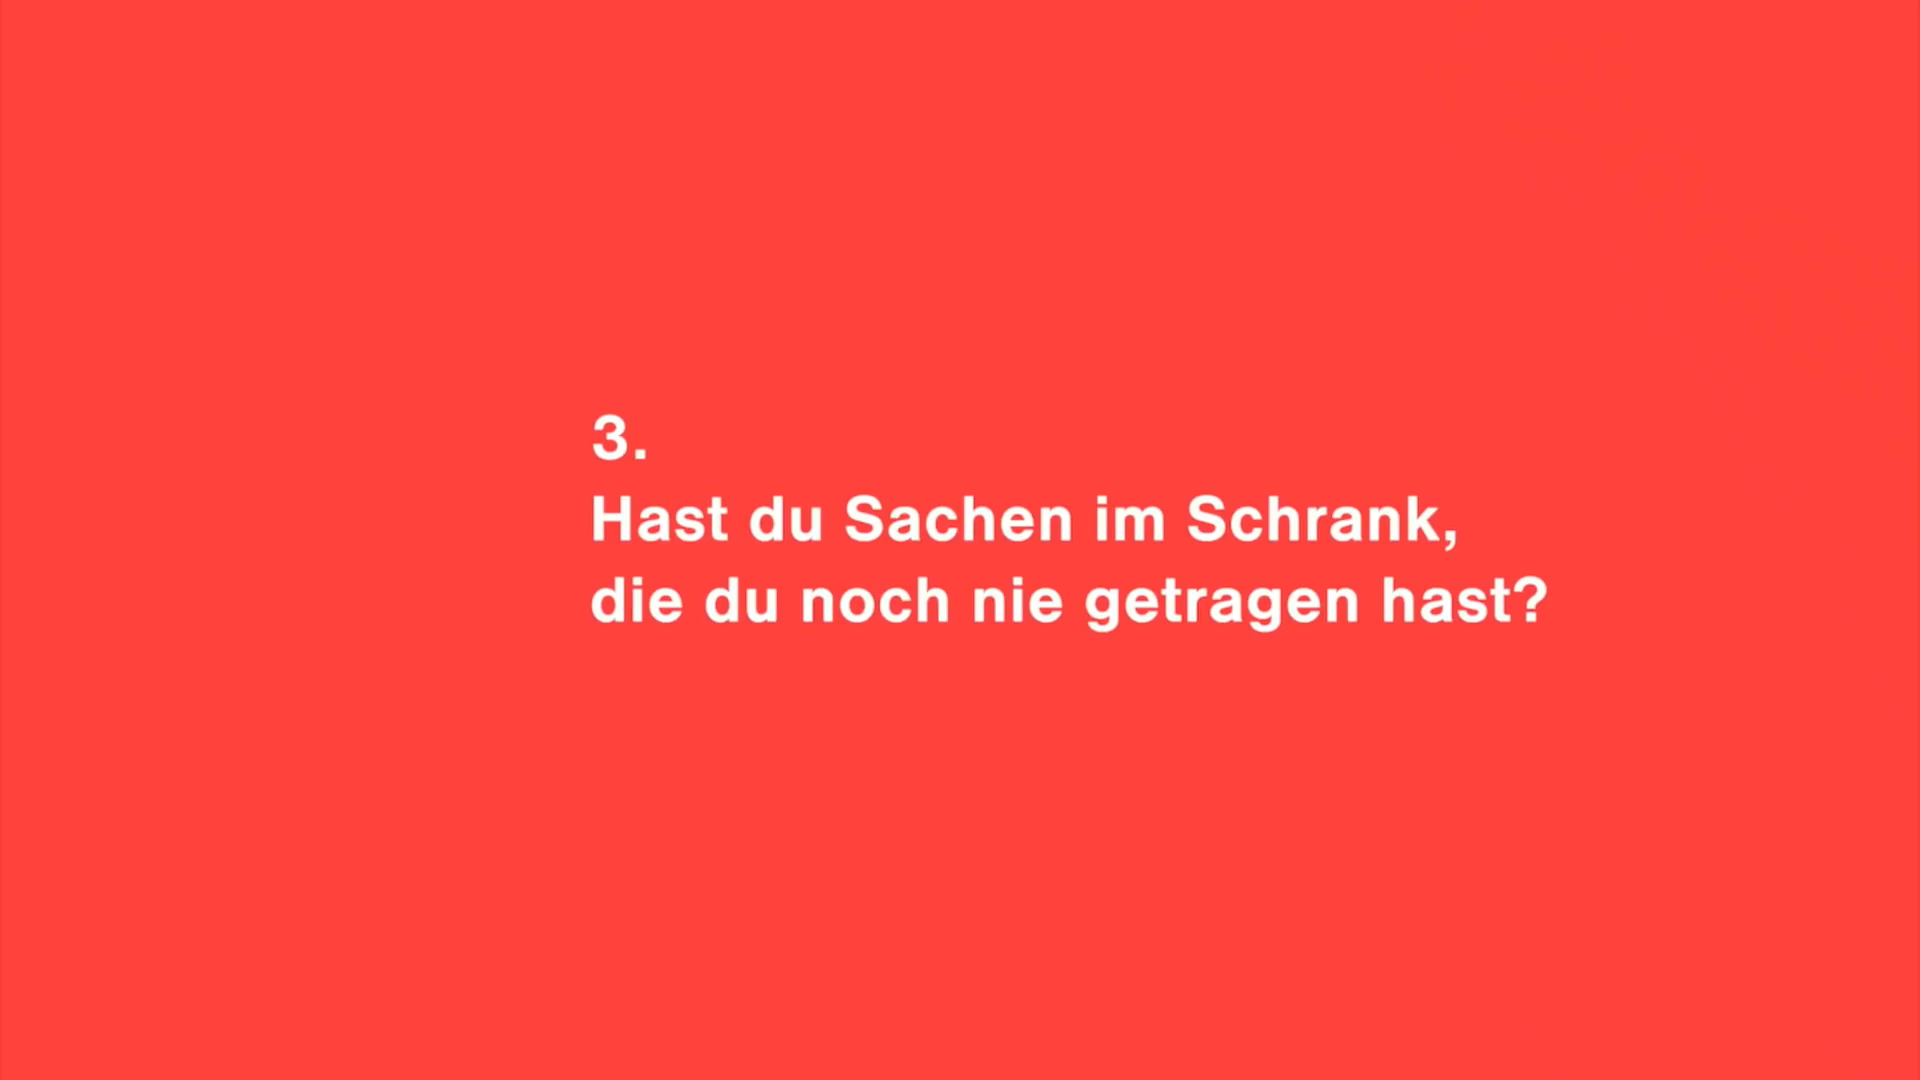 3.
Hast du Sachen im Schrank,
die du noch nie getragen hast?